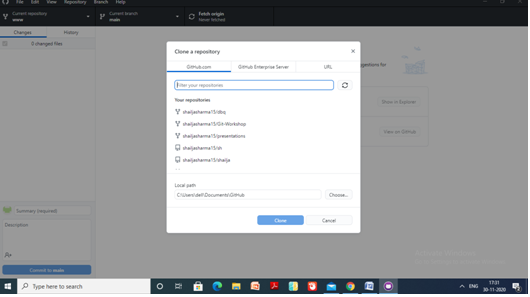 File Edit View Repository Branch Help
Current repository
www
Current branch
main
Fetch origin
Never fetched
Changes History
0 changed files
Clone a repository
GitHub.com GitHub Enterprise Server URL
Filter your repositories
Your repositories
shailjasharma15/dbq
shailjasharma15/Git-Workshop
shailjasharma15/presentations
shailjasharma15/sh
shailjasharma15/shailje
Local path
C:\Users\dell\Documents\GitHub
Choose...
Clone Cancel
Show in Explorer
View on GitHub
Summary (required)
Description
Commit to main
Type here to search
ENG
17:31
30-11-2020